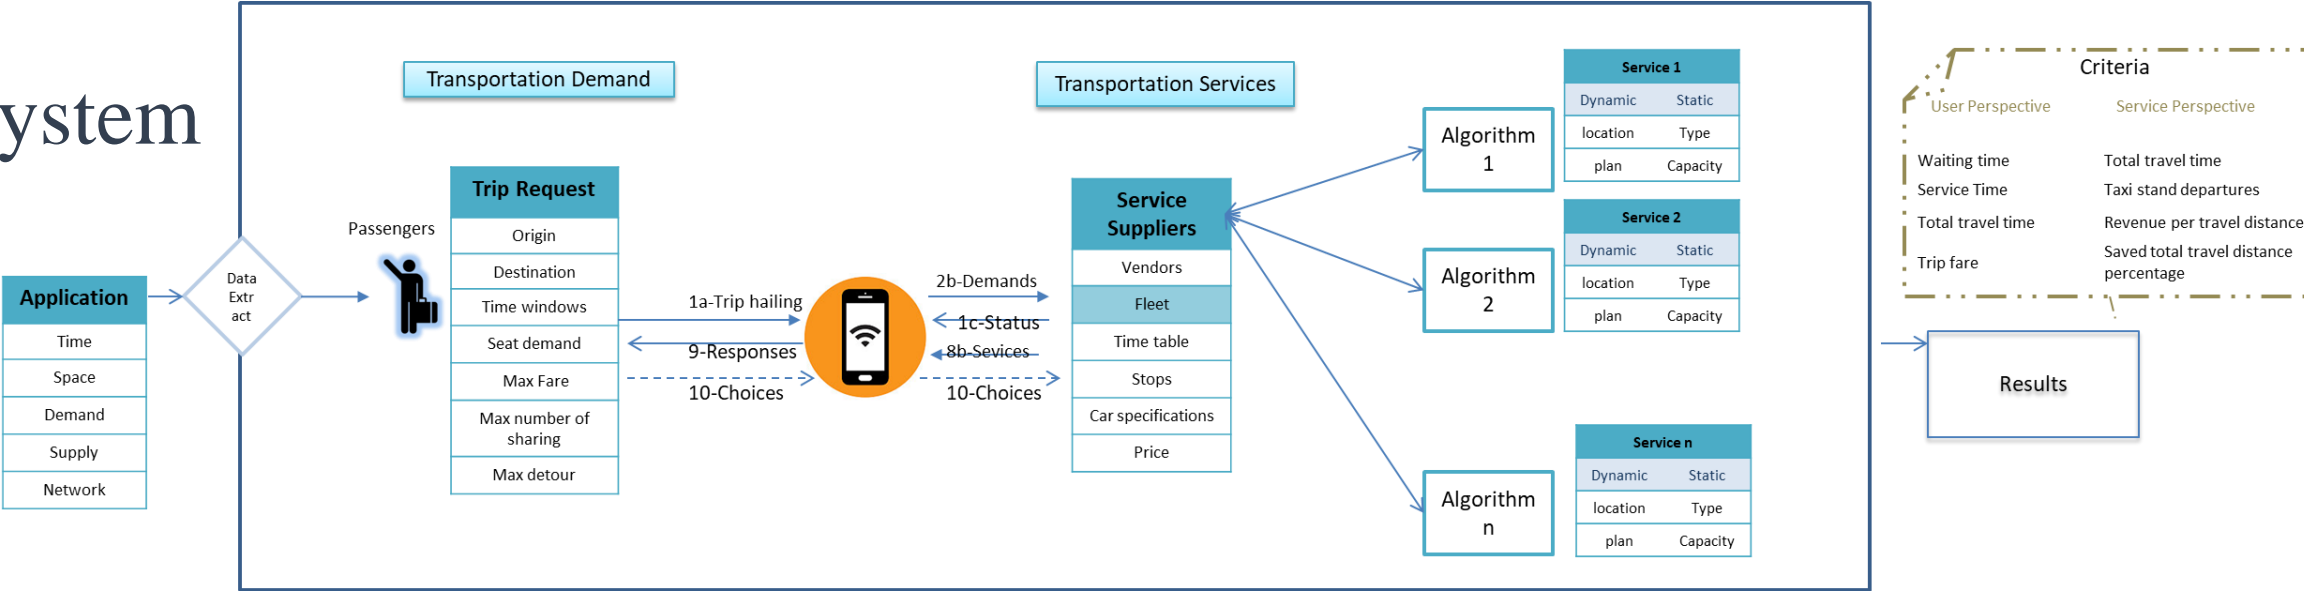 ystem
Application
Time
Space
Demand
Supply
Network
Data
Extr
act
Transportation Demand
Passengers
Trip Request
Origin
Destination
Time windows
Seat demand
Max Fare
Max number of
sharing
Max detour
1a-Trip hailing
9-Responses
10-Choices
Transportation Services
2b-Demands
1c-Status
8b-Sevices
10-Choices
Service
Suppliers
Vendors
Fleet
Time table
Stops
Car specifications
Price
Algorithm
1
Service 1
Dynamic Static
location Type
plan Capacity
Algorithm
2
Service 2
Dynamic Static
location Type
plan Capacity
Algorithm
n
Service n
Dynamic Static
location Type
plan Capacity
Criteria
User Perspective Service Perspective
Waiting time Total travel time
Service Time Taxi stand departures
Total travel time Revenue per travel distance
Trip fare Saved total travel distance
percentage
Results